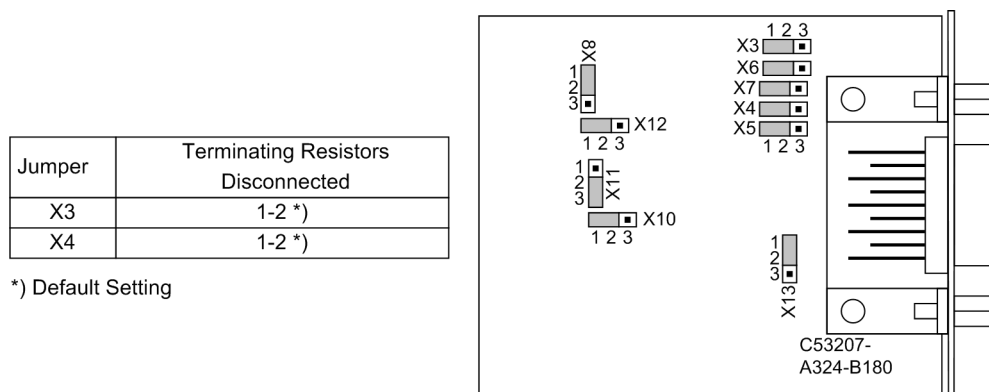 Jumper
Terminating Resistors
Disconnected
X3
1-2 *)
X4
1-2 *)
*) Default Setting
X8
1
2
3
X12
1 2 3
1
2
3
X11
X10
1 2 3
1 2 3
X3
X6
X7
X4
X5
1 2 3
1
2
3
X13
C53207-
A324-B180